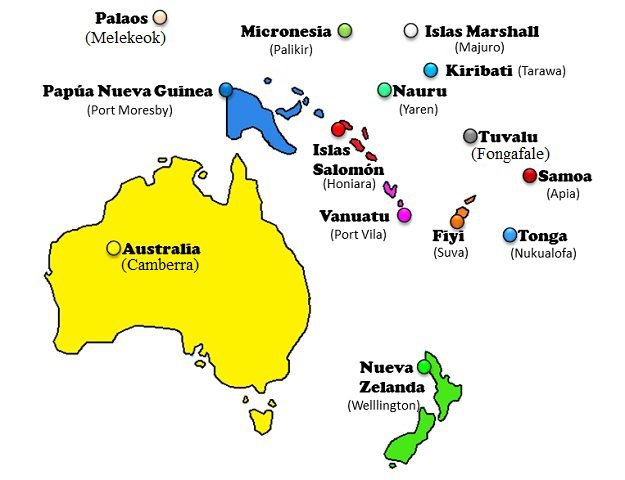 Palaos
(Melekeok)
Micronesia
(Palikir)
Islas Marshall
(Majuro)
Kiribati (Tarawa)
Papúa Nueva Guinea
(Port Moresby)
Nauru
(Yaren)
Islas
Salomón
(Honiara)
Tuvalu
(Fongafale)
Samoa
(Apia)
Vanuatu
(Port Vila)
Fiyi
(Suva)
Tonga
(Nukualofa)
Australia
(Camberra)
Nueva
Zelanda
(Welllington)